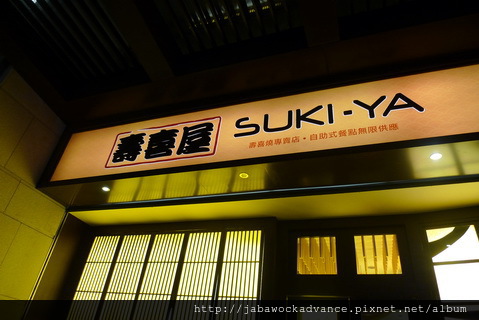 壽喜屋
SUKI-YA
壽喜燒專賣店・自助式餐點無限供應
http://jabawockadvance.pixnet.net/album